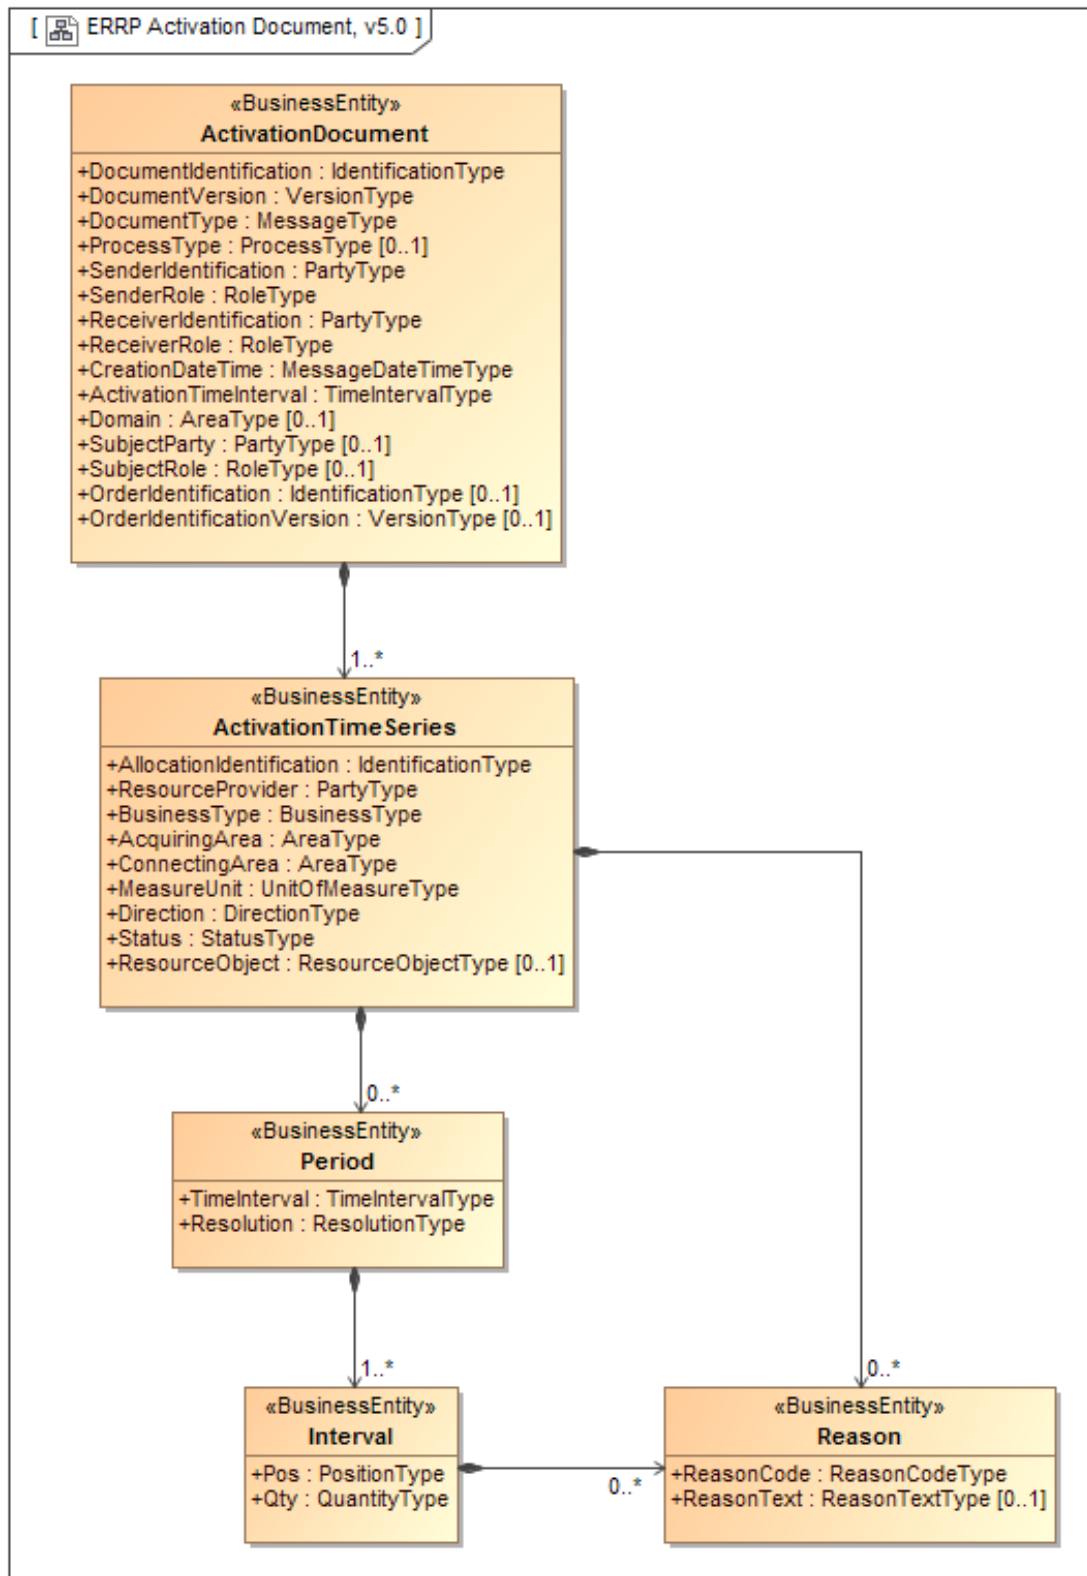 [ ERRP Activation Document, v5.0 ]
«BusinessEntity»
ActivationDocument
+DocumentIdentification : IdentificationType
+DocumentVersion : VersionType
+DocumentType : MessageType
+ProcessType : ProcessType [0..1]
+SenderIdentification : PartyType
+SenderRole : RoleType
+ReceiverIdentification : PartyType
+ReceiverRole : RoleType
+CreationDateTime : MessageDateTimeType
+ActivationTimeInterval : TimeIntervalType
+Domain : AreaType [0..1]
+SubjectParty : PartyType [0..1]
+SubjectRole : RoleType [0..1]
+OrderIdentification : IdentificationType [0..1]
+OrderIdentificationVersion : VersionType [0..1]
1..*
«BusinessEntity»
ActivationTimeSeries
+AllocationIdentification : IdentificationType
+ResourceProvider : PartyType
+BusinessType : BusinessType
+AcquiringArea : AreaType
+ConnectingArea : AreaType
+MeasureUnit : UnitOfMeasureType
+Direction : DirectionType
+Status : StatusType
+ResourceObject : ResourceObjectType [0..1]
0..*
«BusinessEntity»
Period
+TimeInterval : TimeIntervalType
+Resolution : ResolutionType
1..*
0..*
«BusinessEntity»
Interval
+Pos : PositionType
+Qty : QuantityType
0..*
«BusinessEntity»
Reason
+ReasonCode : ReasonCodeType
+ReasonText : ReasonTextType [0..1]